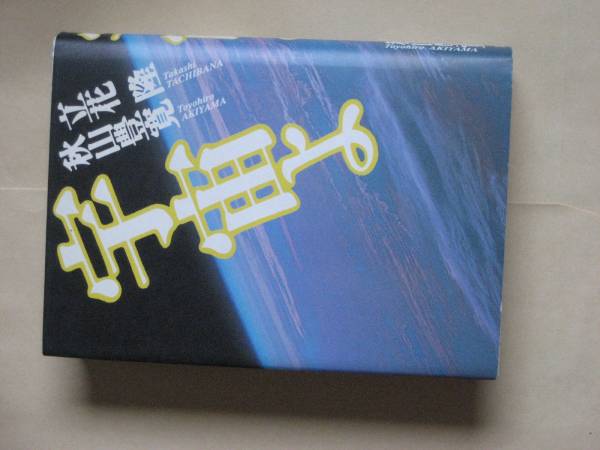 宇宙よ
立花 隆
Takashi
TACHIBANA
秋山豊寛
Toyohiro
AKIYAMA
Toyohiro. AKIYAMA